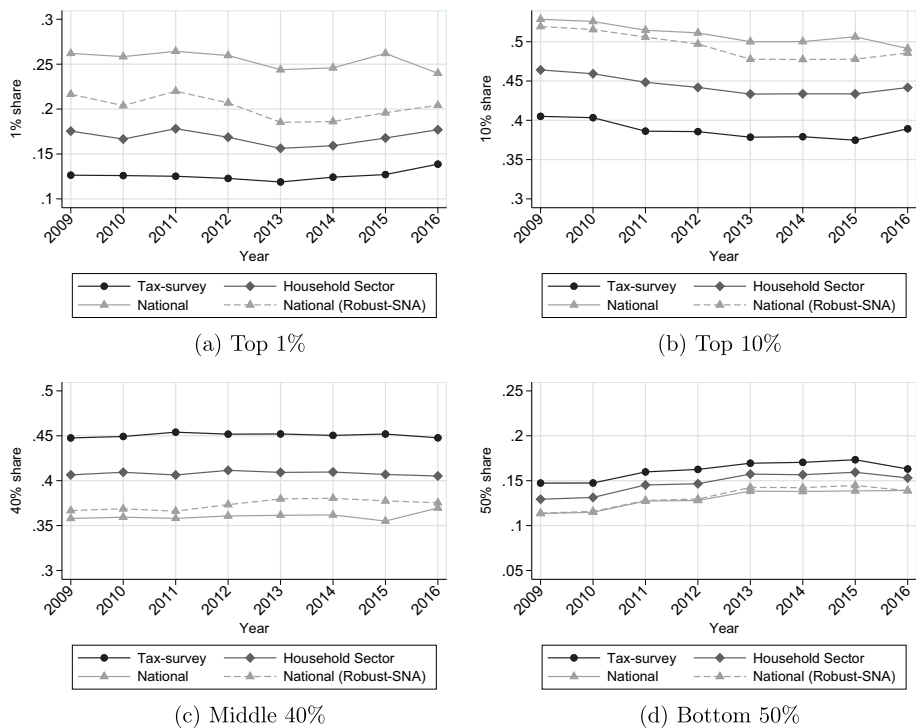 .3
.25
.2
.15
.1
1% share
2009 2010 2011 2012 2013 2014 2015 2016
Year
Tax-survey Household Sector
National National (Robust-SNA)
(a) Top 1%
.5
.45
.4
.35
.3
10% share
2009 2010 2011 2012 2013 2014 2015 2016
Year
Tax-survey Household Sector
National National (Robust-SNA)
(b) Top 10%
.5
.45
.4
.35
.3
40% share
2009 2010 2011 2012 2013 2014 2015 2016
Year
Tax-survey Household Sector
National National (Robust-SNA)
(c) Middle 40%
.25
.2
.15
.1
.05
50% share
2009 2010 2011 2012 2013 2014 2015 2016
Year
Tax-survey Household Sector
National National (Robust-SNA)
(d) Bottom 50%